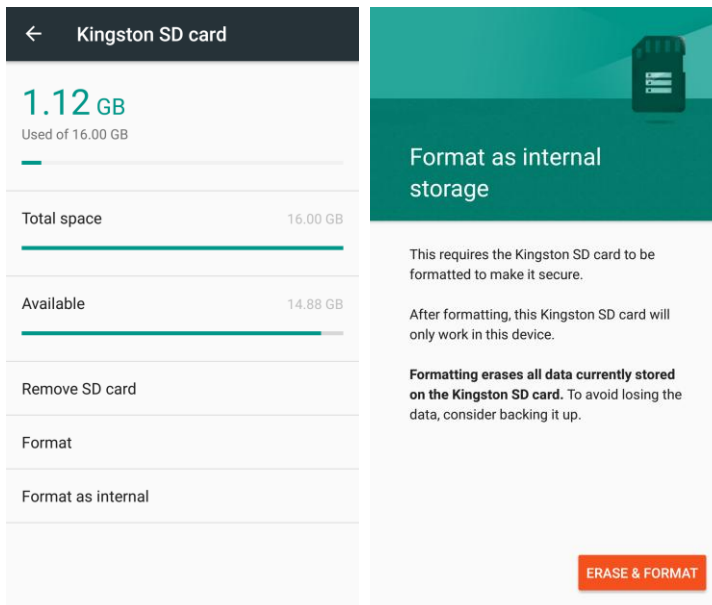 Kingston SD card
1.12 GB
Used of 16.00 GB
Total space 16.00 GB
Available 14.88 GB
Remove SD card
Format
Format as internal
Format as internal
storage
This requires the Kingston SD card to be
formatted to make it secure.
After formatting, this Kingston SD card will
only work in this device.
Formatting erases all data currently stored
on the Kingston SD card. To avoid losing the
data, consider backing it up.
ERASE & FORMAT